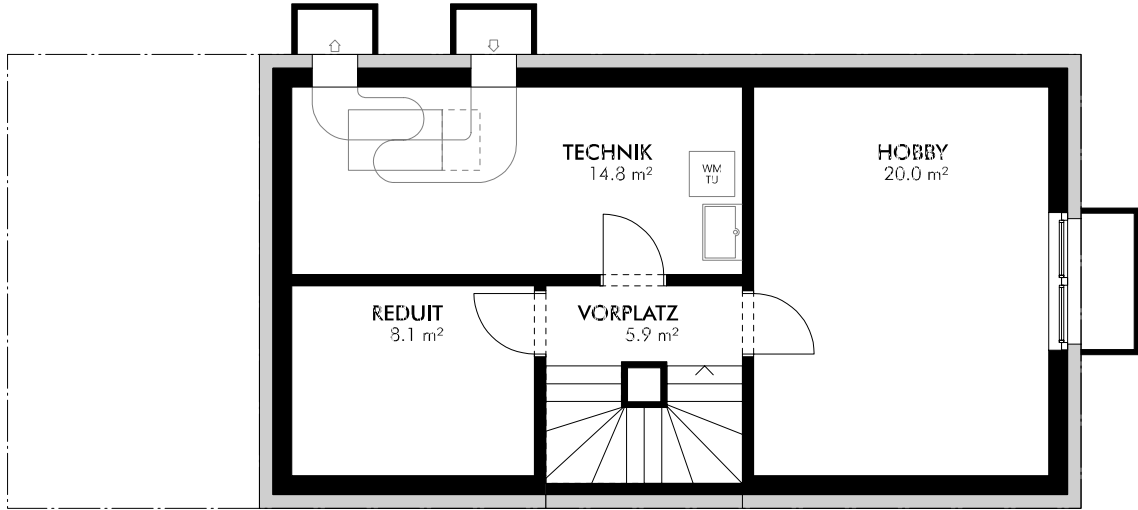 TECHNIK
14.8 m²
WM
TU
HOBBY
20.0 m²
REDUIT
8.1 m²
VORPLATZ
5.9 m²